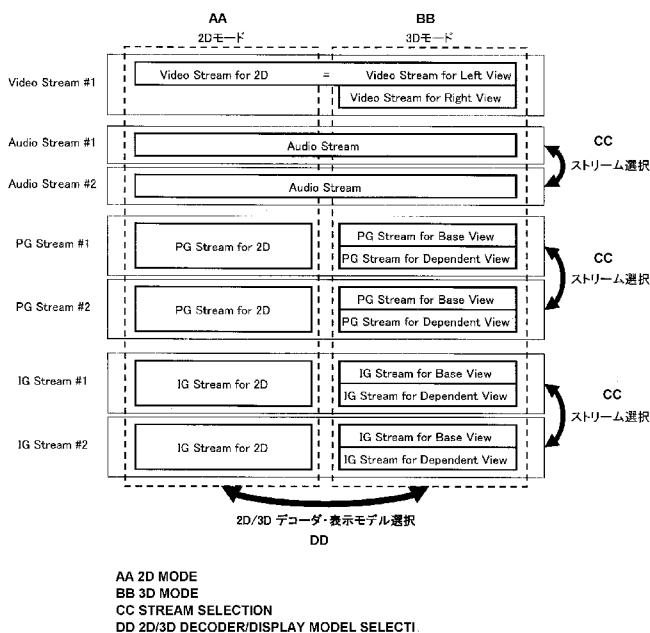 AA
BB
2Dモード
3Dモード
Video Stream #1
Video Stream for 2D
=
Video Stream for Left View
Video Stream for Right View
Audio Stream #1
Audio Stream
Audio Stream #2
Audio Stream
CC
ストリーム選択
PG Stream #1
PG Stream for 2D
PG Stream for Base View
PG Stream for Dependent View
PG Stream #2
PG Stream for 2D
PG Stream for Base View
PG Stream for Dependent View
CC
ストリーム選択
IG Stream #1
IG Stream for 2D
IG Stream for Base View
IG Stream for Dependent View
IG Stream #2
IG Stream for 2D
IG Stream for Base View
IG Stream for Dependent View
CC
ストリーム選択
2D/3D デコーダ・表示モデル選択
DD
AA 2D MODE
BB 3D MODE
CC STREAM SELECTION
DD 2D/3D DECODER/DISPLAY MODEL SELECTI